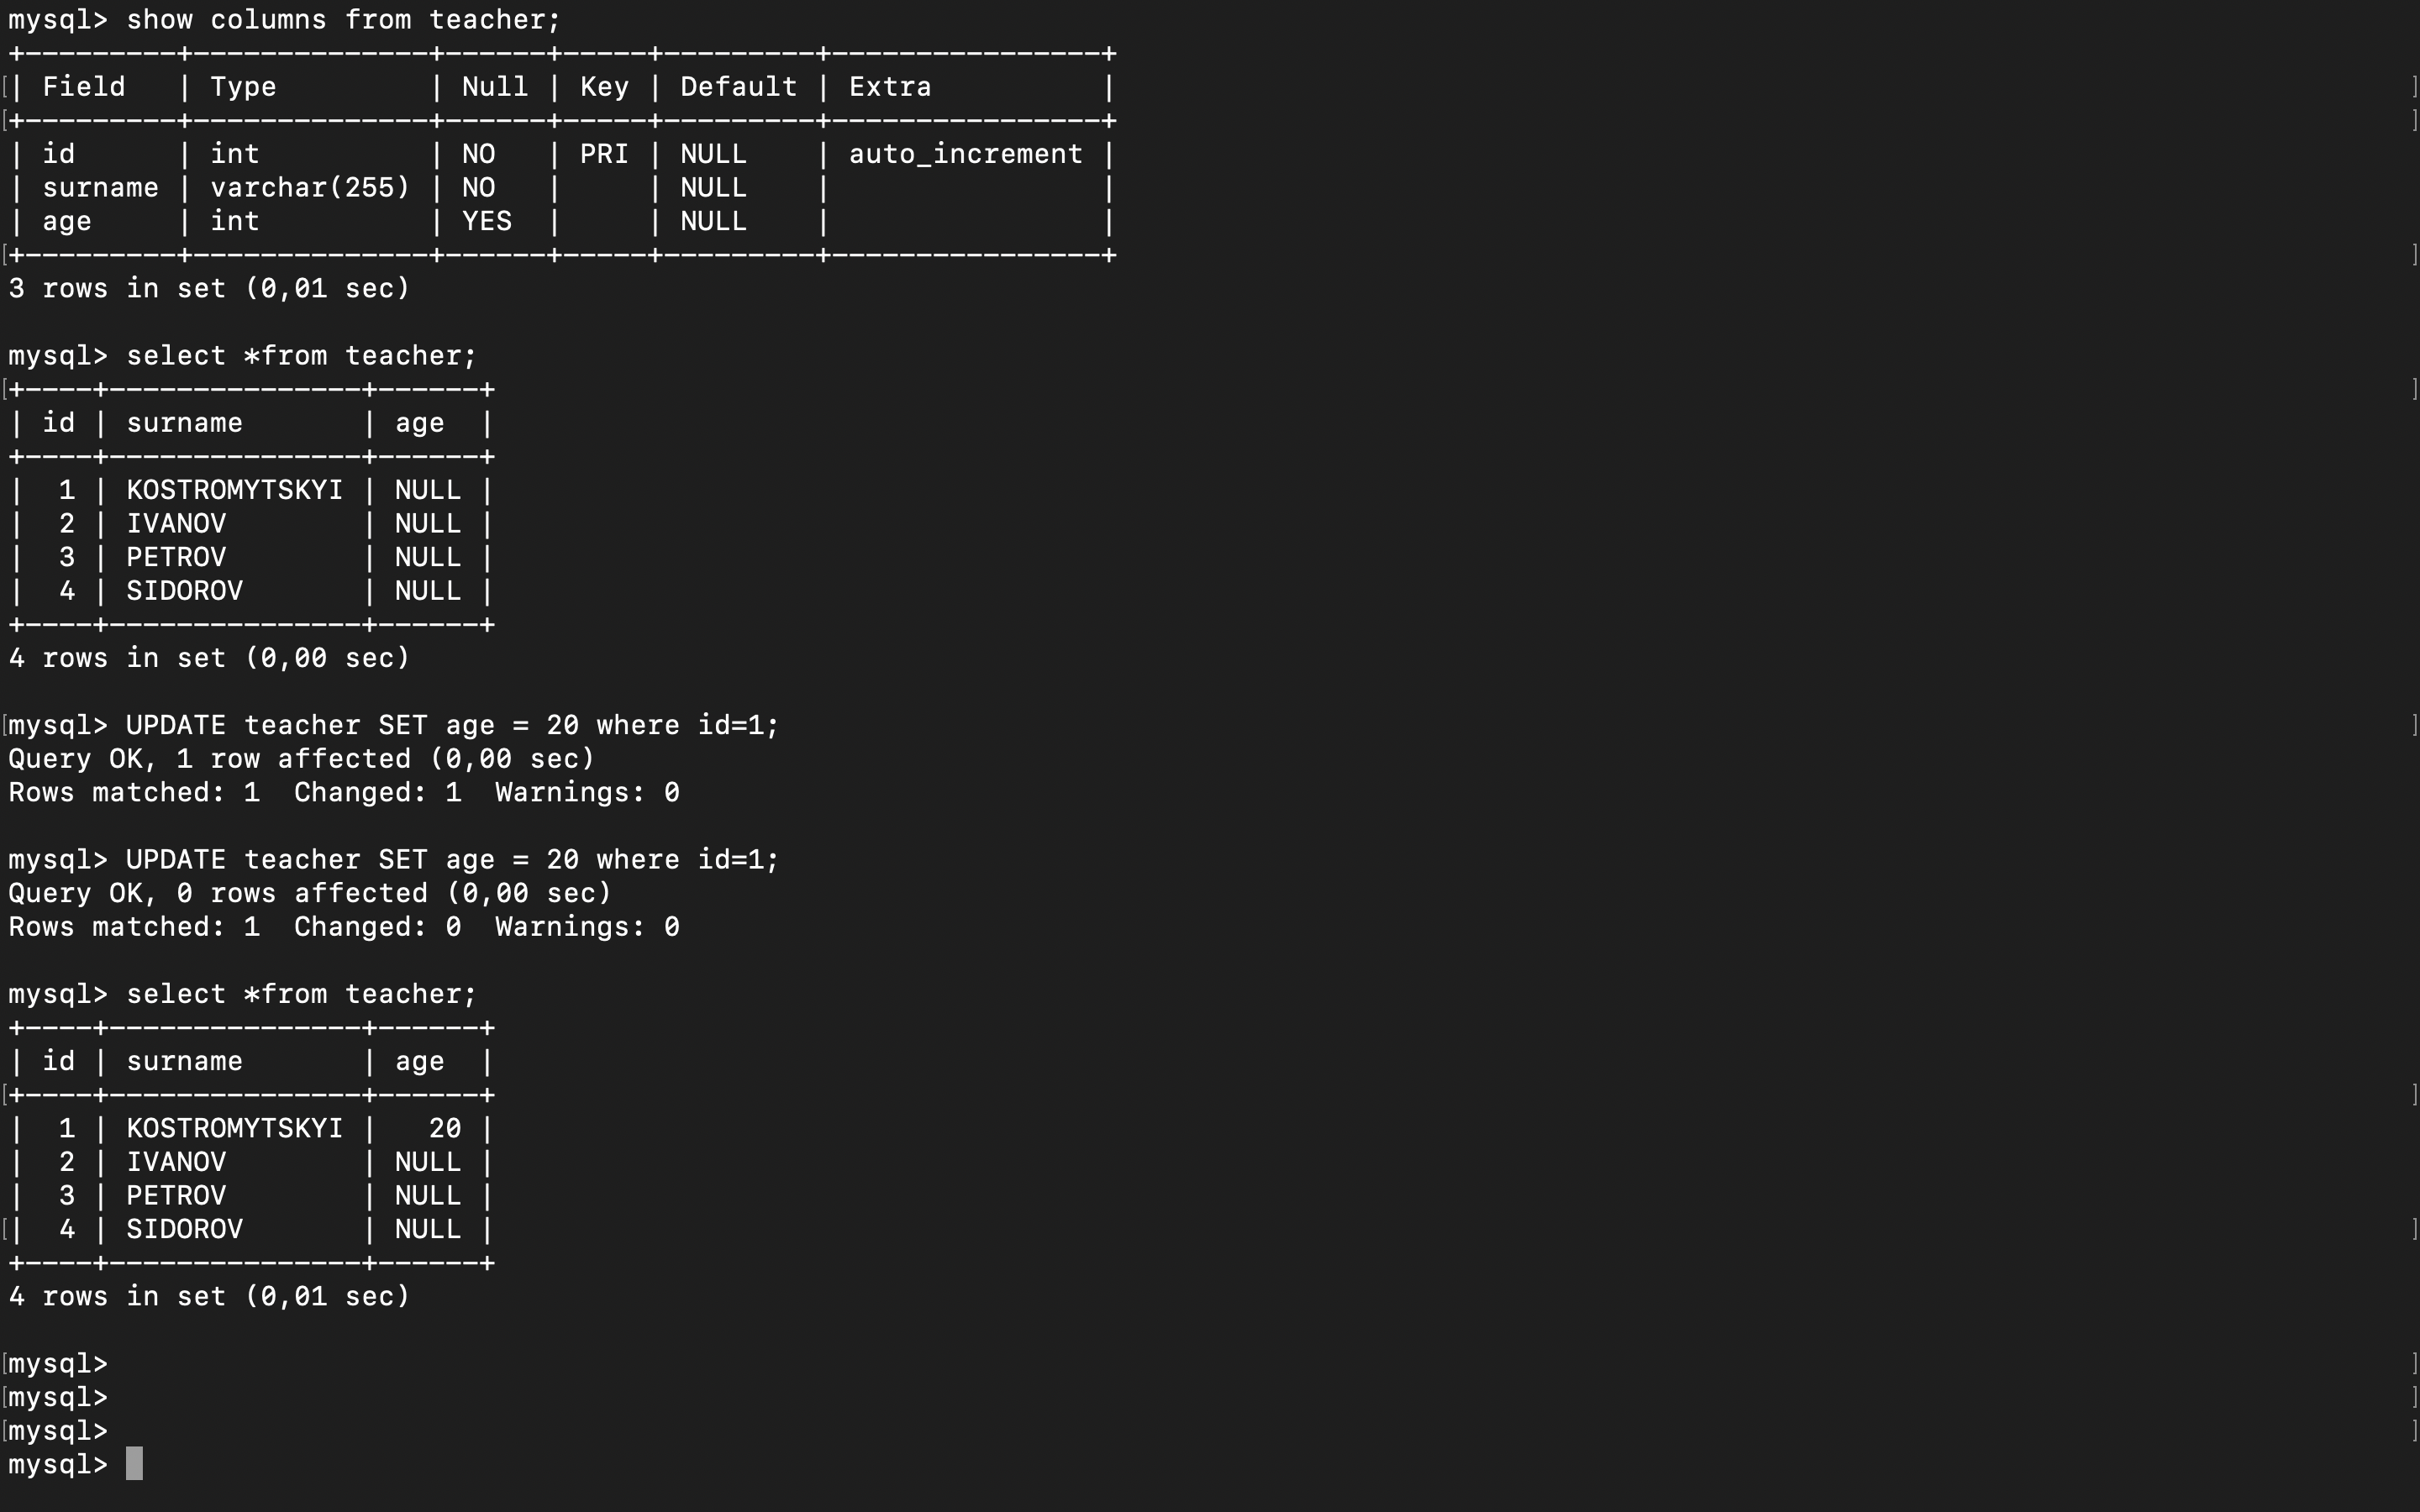 mysql> show columns from teacher;
+---------+--------------+------+-----+---------+----------------+
| Field   | Type         | Null | Key | Default | Extra          |
+---------+--------------+------+-----+---------+----------------+
| id      | int          | NO   | PRI | NULL    | auto_increment |
| surname | varchar(255) | NO   |     | NULL    |                |
| age     | int          | YES  |     | NULL    |                |
+---------+--------------+------+-----+---------+----------------+
3 rows in set (0,01 sec)

mysql> select *from teacher;
+----+---------------+------+
| id | surname       | age  |
+----+---------------+------+
|  1 | KOSTROMYTSKYI | NULL |
|  2 | IVANOV        | NULL |
|  3 | PETROV        | NULL |
|  4 | SIDOROV       | NULL |
+----+---------------+------+
4 rows in set (0,00 sec)

mysql> UPDATE teacher SET age = 20 where id=1;
Query OK, 1 row affected (0,00 sec)
Rows matched: 1  Changed: 1  Warnings: 0

mysql> UPDATE teacher SET age = 20 where id=1;
Query OK, 0 rows affected (0,00 sec)
Rows matched: 1  Changed: 0  Warnings: 0

mysql> select *from teacher;
+----+---------------+------+
| id | surname       | age  |
+----+---------------+------+
|  1 | KOSTROMYTSKYI |   20 |
|  2 | IVANOV        | NULL |
|  3 | PETROV        | NULL |
|  4 | SIDOROV       | NULL |
+----+---------------+------+
4 rows in set (0,01 sec)

mysql>
mysql>
mysql>
mysql>